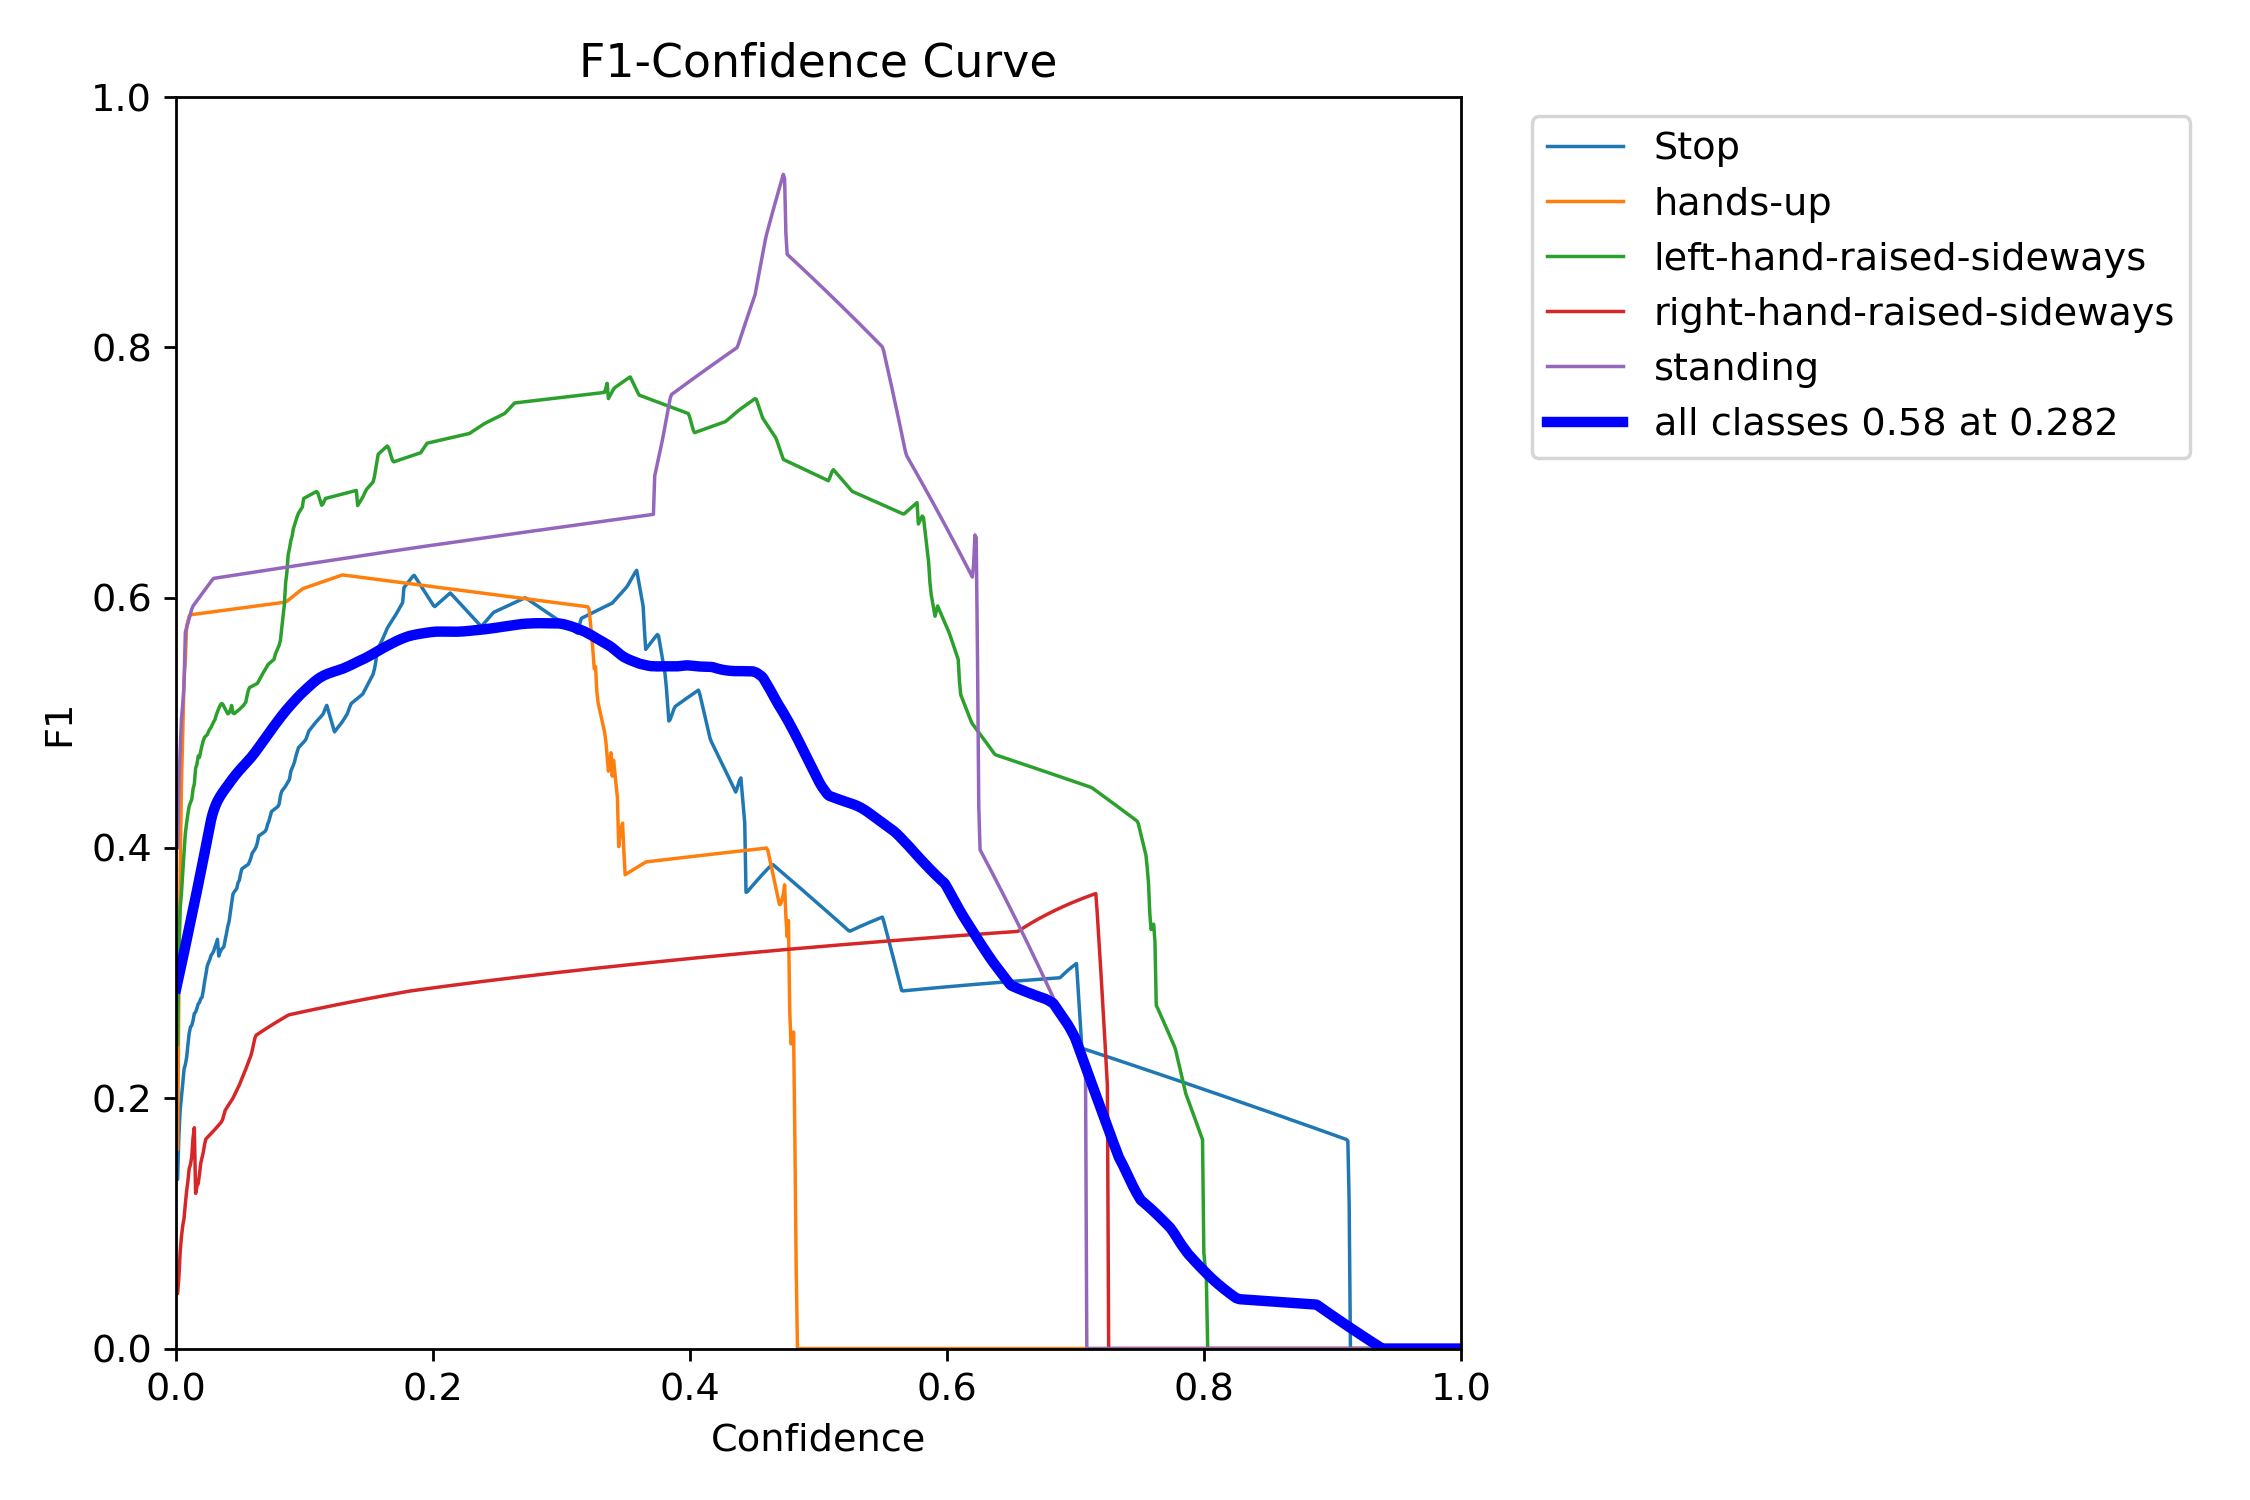 F1-Confidence Curve
1.0
0.8
0.6
0.4
0.2
0.0
F1
0.0 0.2 0.4 0.6 0.8 1.0
Confidence
Stop
hands-up
left-hand-raised-sideways
right-hand-raised-sideways
standing
all classes 0.58 at 0.282